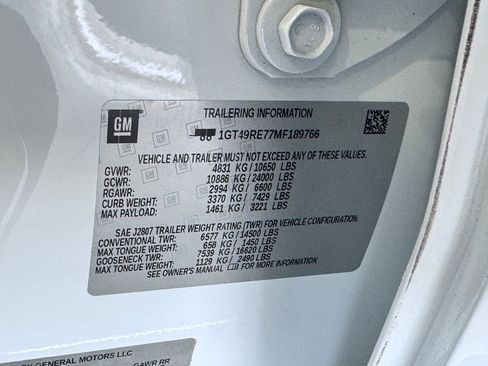 GM
TRAILERING INFORMATION
1GT49RE77MF189766
VEHICLE AND TRAILER MUST NOT EXCEED ANY OF THESE VALUES.
GVWR: 4831 KG / 10650 LBS
GCWR: 10886 KG / 24000 LBS
RGAWR: 2994 KG / 6600 LBS
CURB WEIGHT: 3370 KG / 7429 LBS
MAX PAYLOAD: 1461 KG / 3221 LBS
SAE J2807 TRAILER WEIGHT RATING (TWR) FOR VEHICLE CONFIGURATION.
CONVENTIONAL TWR: 6577 KG / 14500 LBS
MAX TONGUE WEIGHT: 658 KG / 1450 LBS
GOOSENECK TWR: 7539 KG / 16620 LBS
MAX TONGUE WEIGHT: 1129 KG / 2490 LBS
SEE OWNER'S MANUAL FOR MORE INFORMATION
BY GENERAL MOTORS LLC
GAWR RR